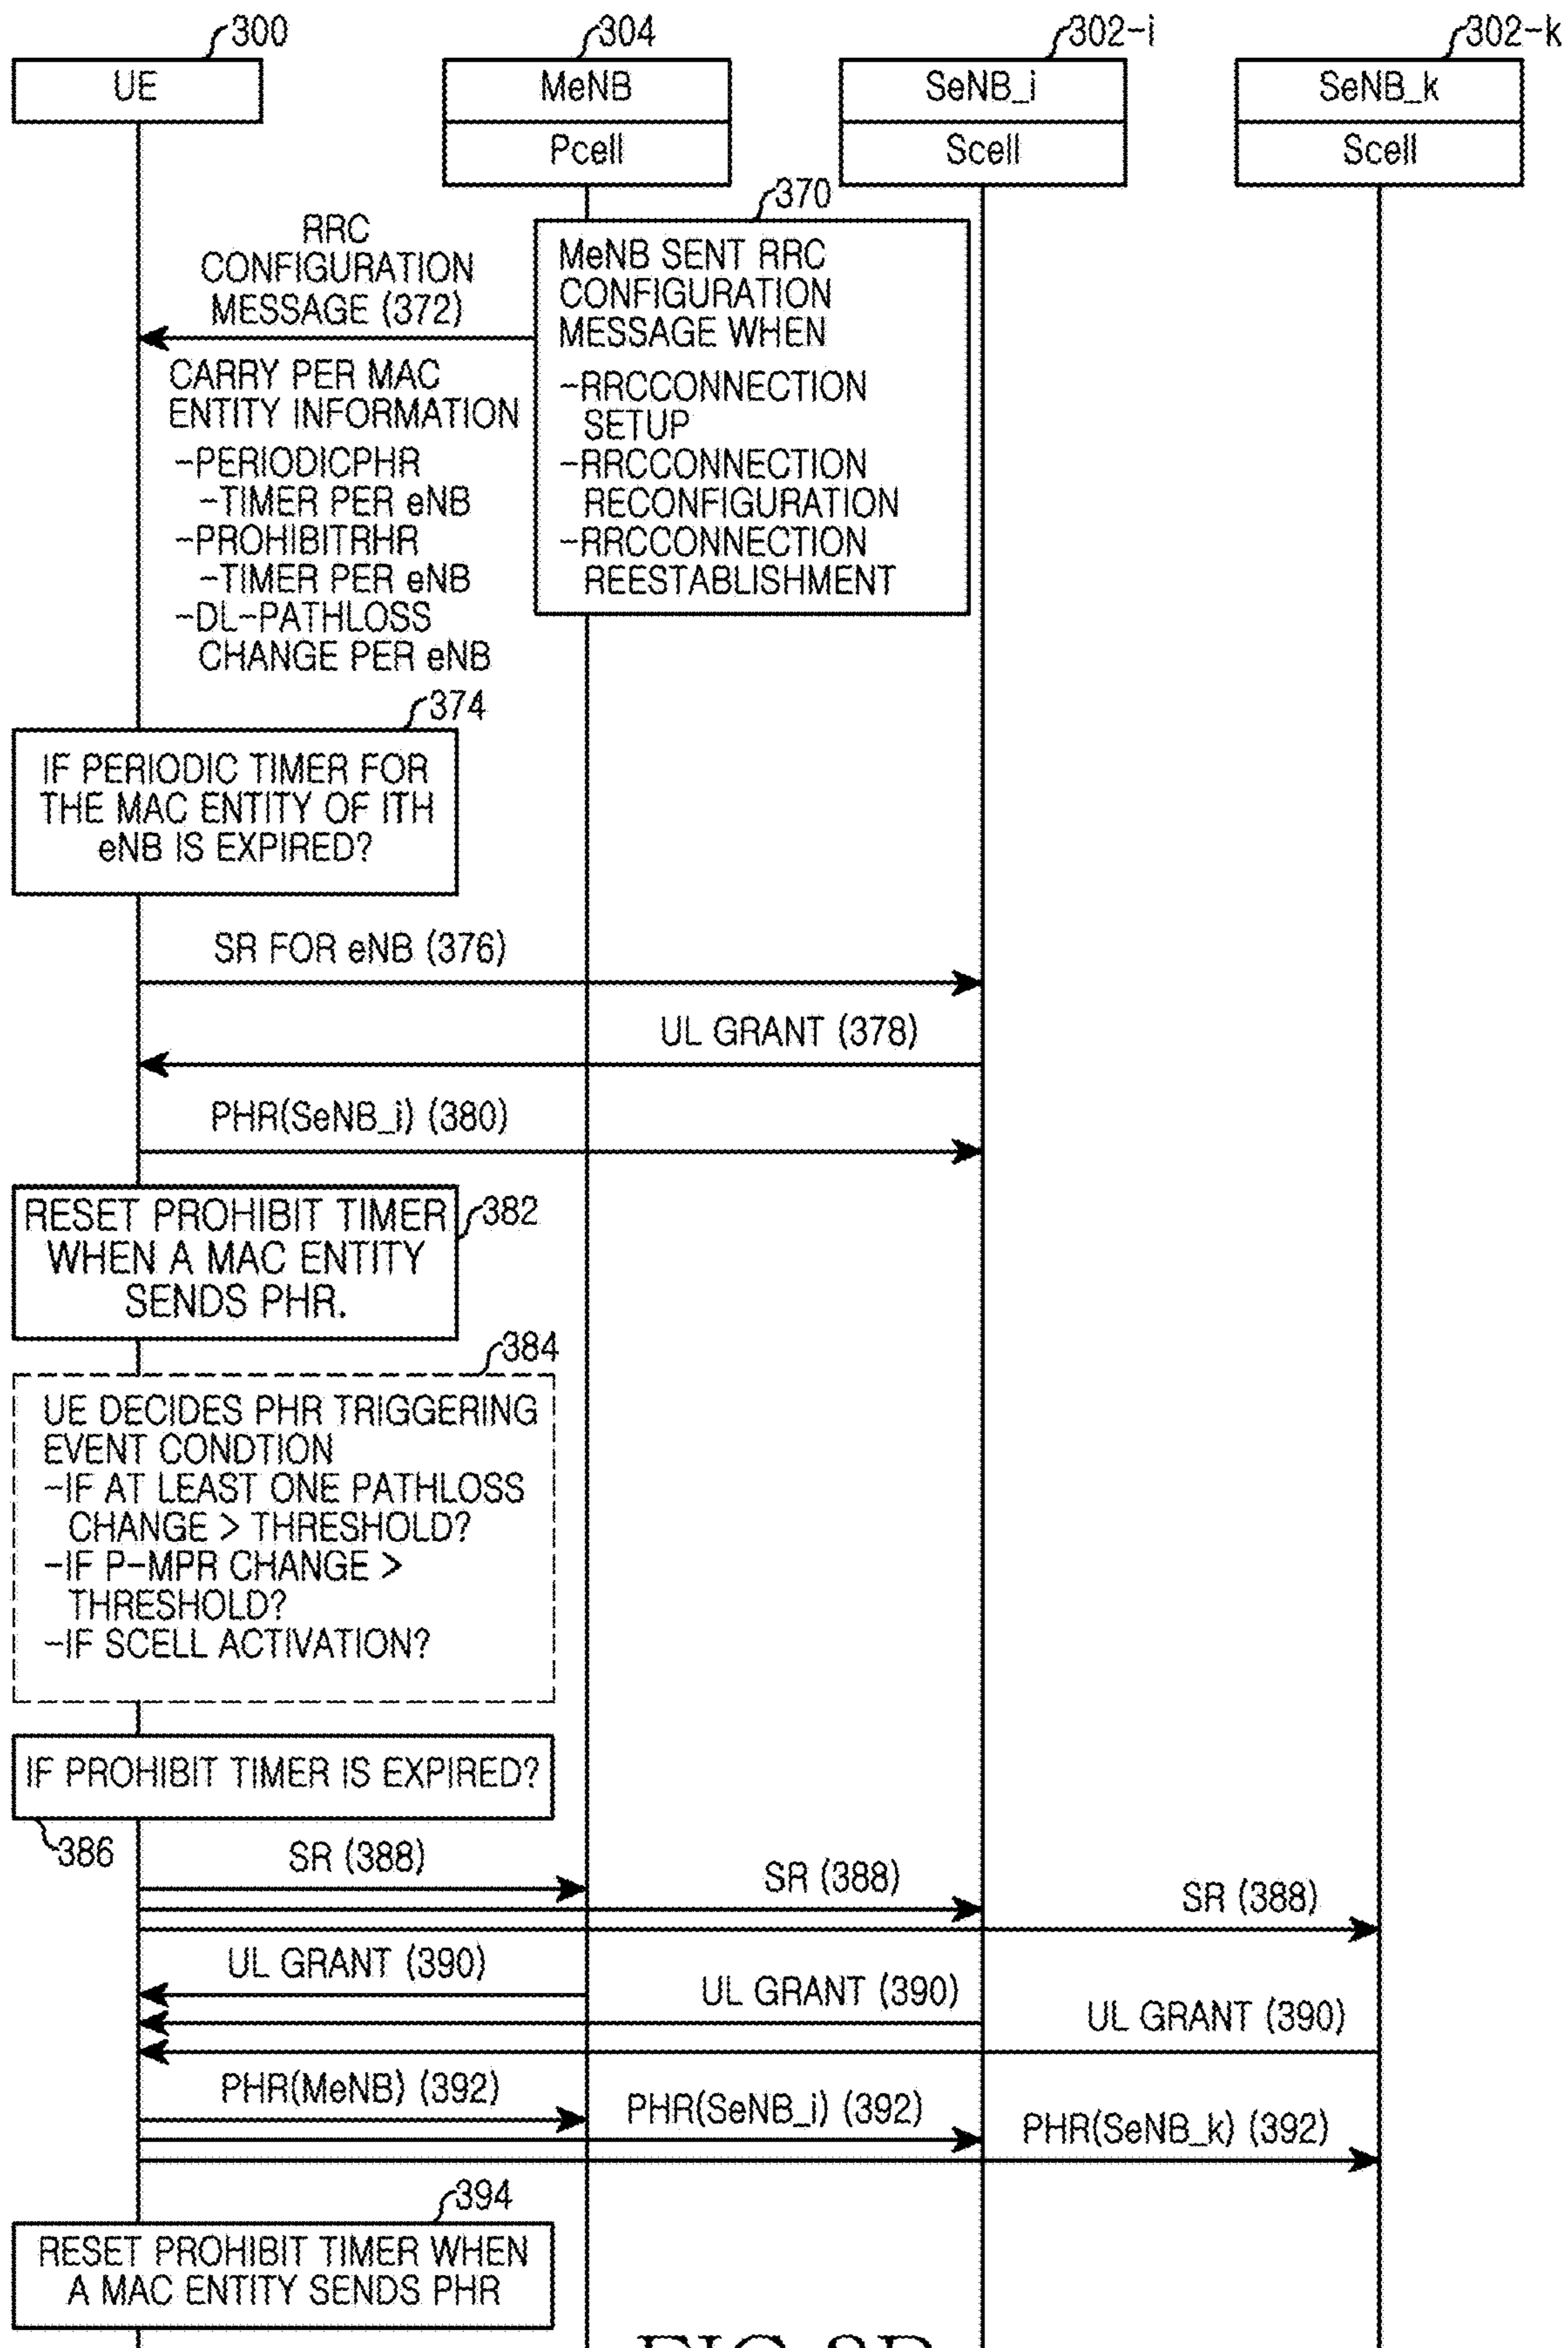 300
304
302-i
302-k
UE
MeNB
Pcell
SeNB_i
Scell
SeNB_k
Scell
370
RRC
CONFIGURATION
MESSAGE (372)
CARRY PER MAC
ENTITY INFORMATION
-PERIODICPHR
-TIMER PER eNB
-PROHIBITRHR
-TIMER PER eNB
-DL-PATHLOSS
CHANGE PER eNB
MeNB SENT RRC
CONFIGURATION
MESSAGE WHEN
-RRCCONNECTION
SETUP
-RRCCONNECTION
RECONFIGURATION
-RRCCONNECTION
REESTABLISHMENT
374
IF PERIODIC TIMER FOR
THE MAC ENTITY OF ITH
eNB IS EXPIRED?
SR FOR eNB (376)
UL GRANT (378)
PHR(SeNB_i) (380)
382
RESET PROHIBIT TIMER
WHEN A MAC ENTITY
SENDS PHR.
384
UE DECIDES PHR TRIGGERING
EVENT CONDTION
-IF AT LEAST ONE PATHLOSS
CHANGE > THRESHOLD?
-IF P-MPR CHANGE >
THRESHOLD?
-IF SCELL ACTIVATION?
IF PROHIBIT TIMER IS EXPIRED?
386
SR (388)
SR (388)
SR (388)
UL GRANT (390)
UL GRANT (390)
UL GRANT (390)
PHR(MeNB) (392)
PHR(SeNB_i) (392)
PHR(SeNB_k) (392)
394
RESET PROHIBIT TIMER WHEN
A MAC ENTITY SENDS PHR